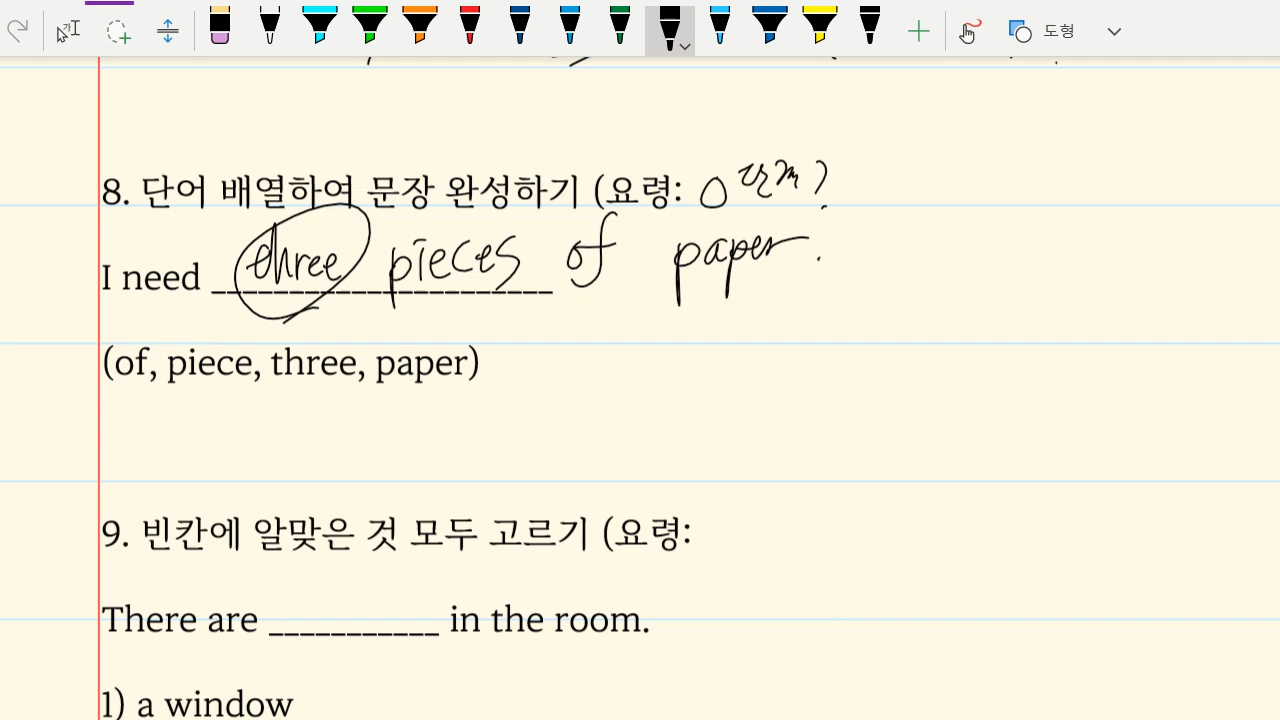 도형
8. 단어 배열하여 문장 완성하기 (요령:
I need three pieces of paper.
(of, piece, three, paper)
9. 빈칸에 알맞은 것 모두 고르기 (요령:
There are ___________ in the room.
1) a window